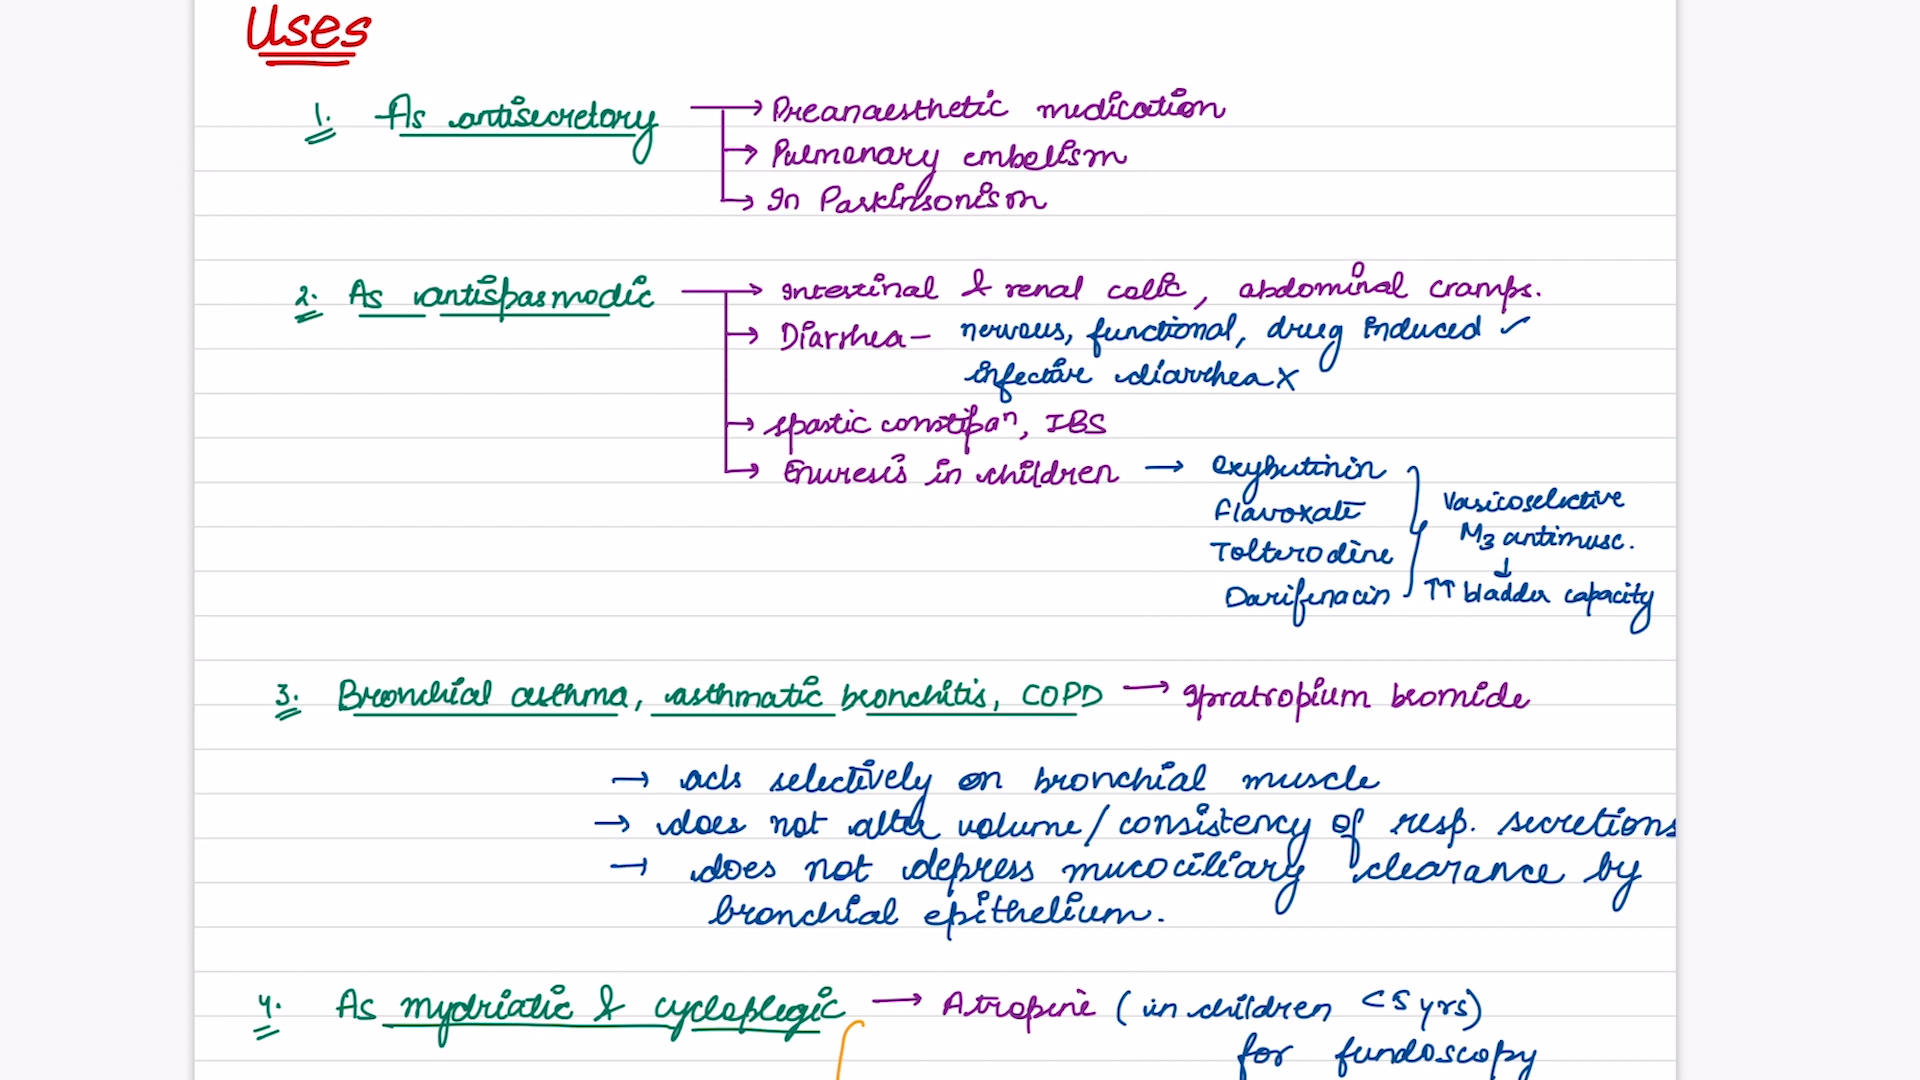 Uses
1. As antisecretory → Preanaesthetic medication
→ Pulmonary embolism
→ In Parkinsonism
2. As antispasmodic → Intestinal & renal colic, abdominal cramps.
→ Diarrhea – nervous, functional, drug induced ✓
infective diarrhea x
→ spastic constipaⁿ, IBS
→ Enuresis in children → Oxybutinin
Flavoxate
Tolterodine
Darifenacin
Vasicoselective
M3 antimusc.
↓
↑↑ bladder capacity
3. Bronchial asthma, asthmatic bronchitis, COPD → Ipratropium bromide
→ acts selectively on bronchial muscle
→ does not alter volume/consistency of resp. secretions
→ does not depress mucociliary clearance by
bronchial epithelium.
4. As mydriatic & cycloplegic → Atropine (in children <5 yrs)
for fundoscopy